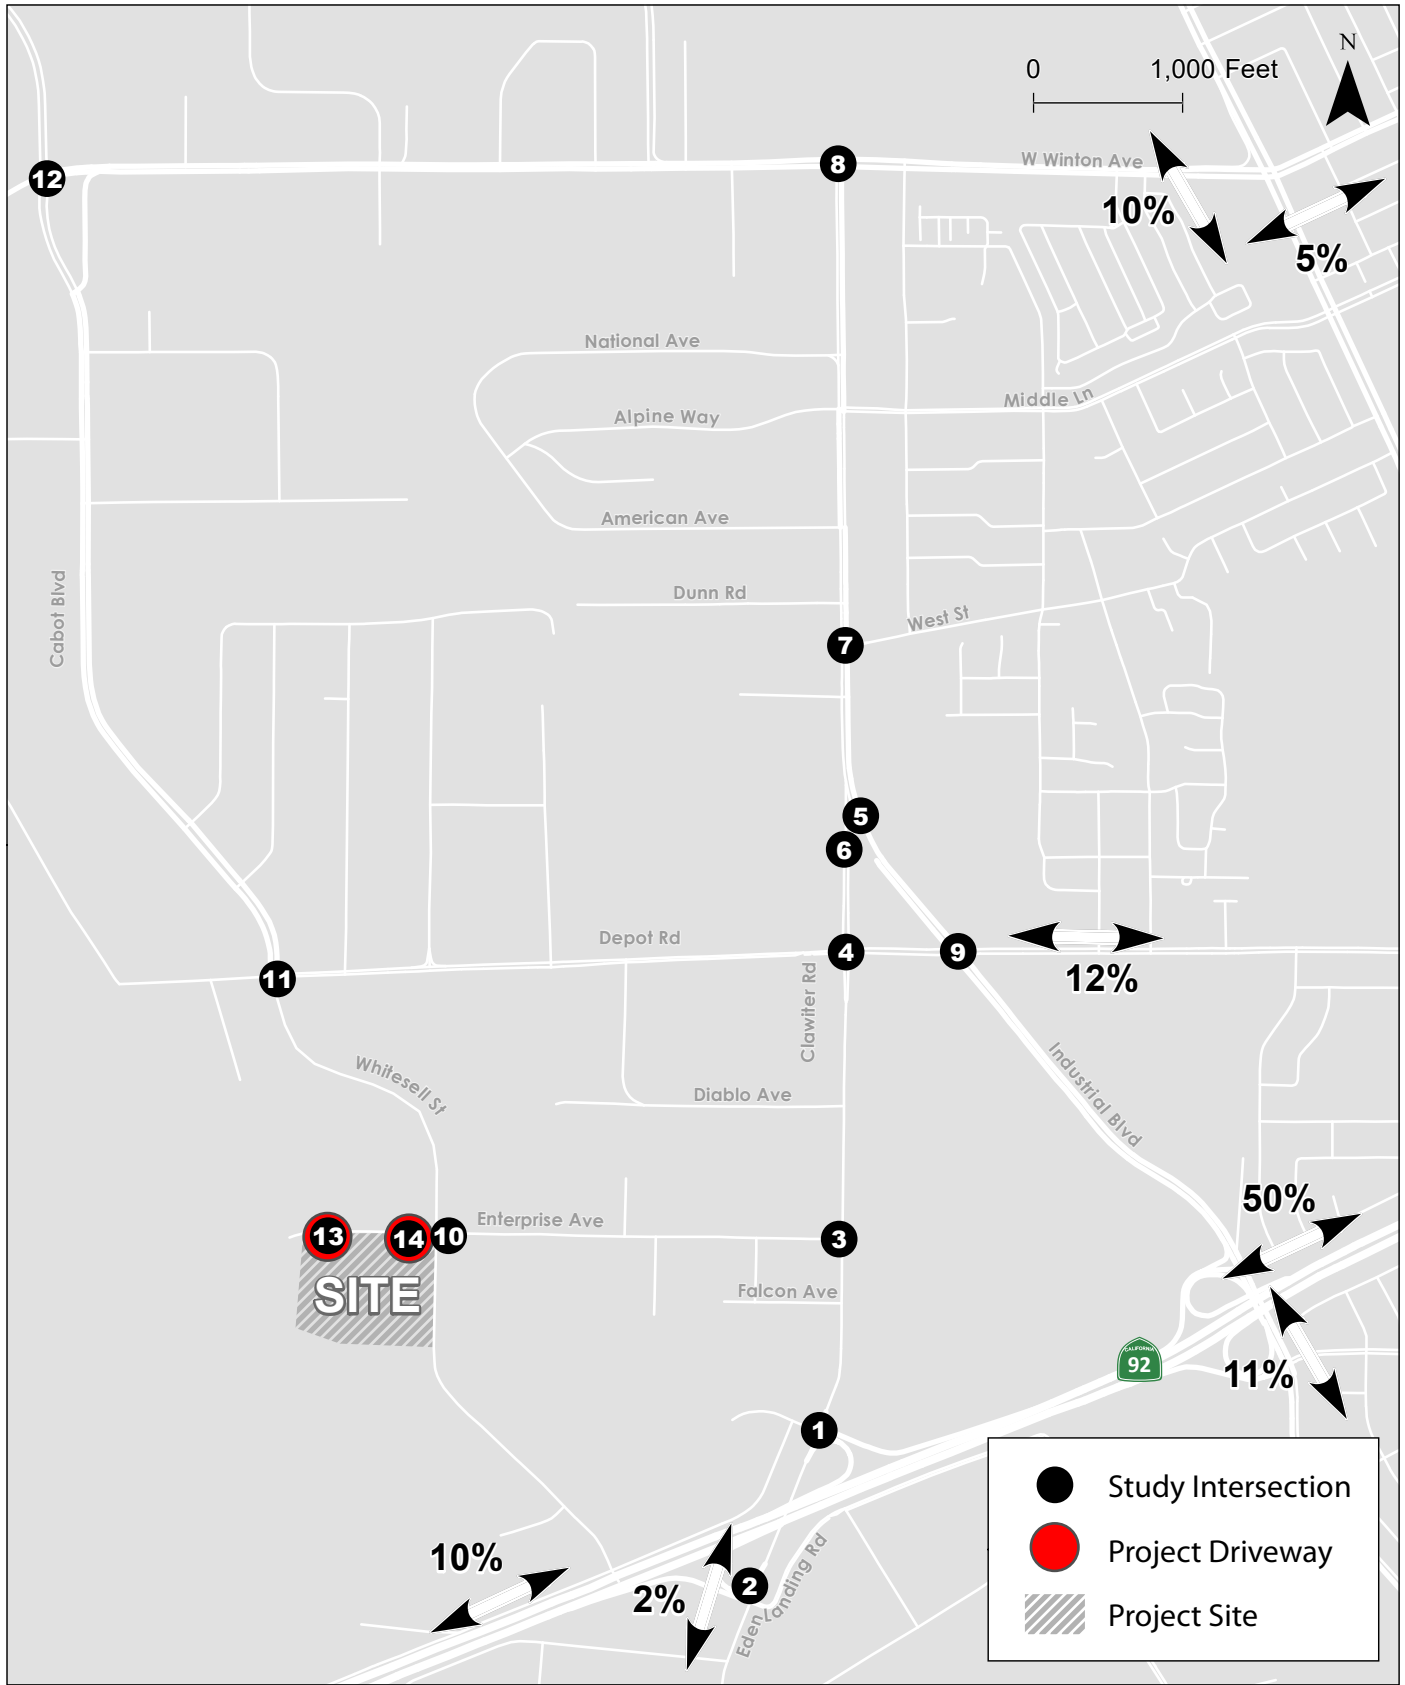 N
0 1,000 Feet
12
8
W Winton Ave
10%
5%
National Ave
Middle Ln
Alpine Way
American Ave
Cabot Blvd
Dunn Rd
West St
7
5
6
Depot Rd
4
9
12%
11
Clawiter Rd
Whitesell St
Diablo Ave
Industrial Blvd
50%
13
14
10
Enterprise Ave
3
SITE
Falcon Ave
CALIFORNIA
92
11%
1
10%
2%
2
Eden Landing Rd
Study Intersection
Project Driveway
Project Site